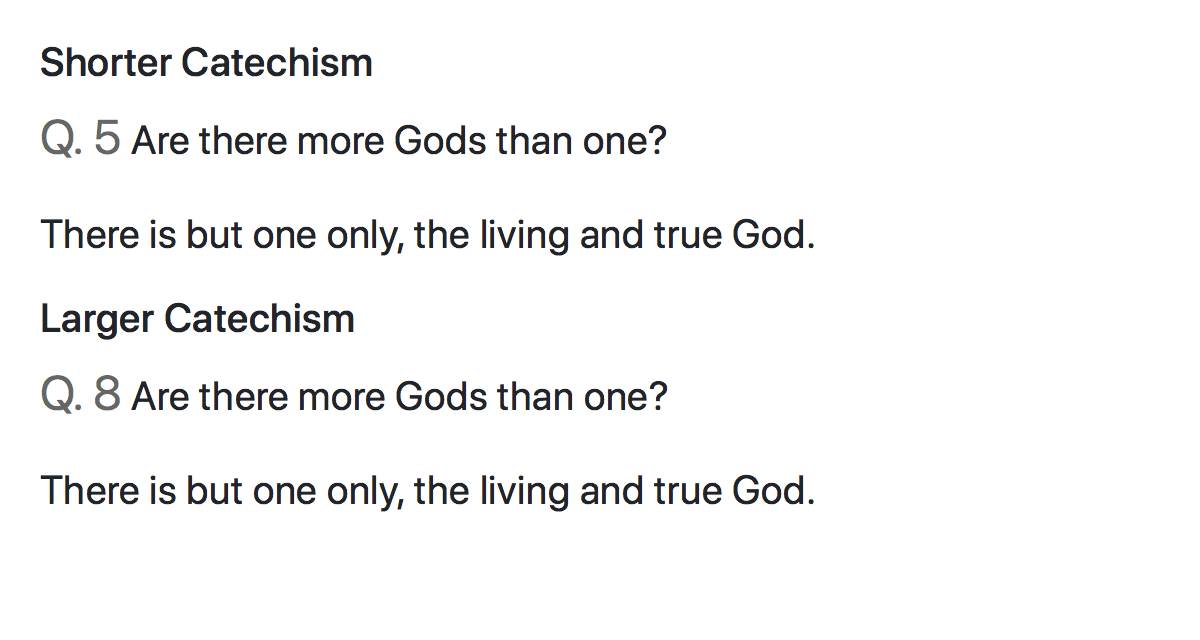 Shorter Catechism
Q. 5 Are there more Gods than one?
There is but one only, the living and true God.
Larger Catechism
Q. 8 Are there more Gods than one?
There is but one only, the living and true God.